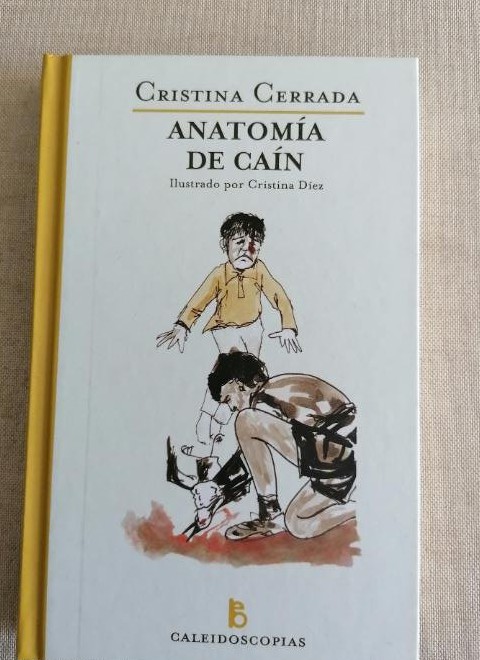 CRISTINA CERRADA
ANATOMÍA
DE CAÍN
Ilustrado por Cristina Díez
CALEIDOSCOPIAS